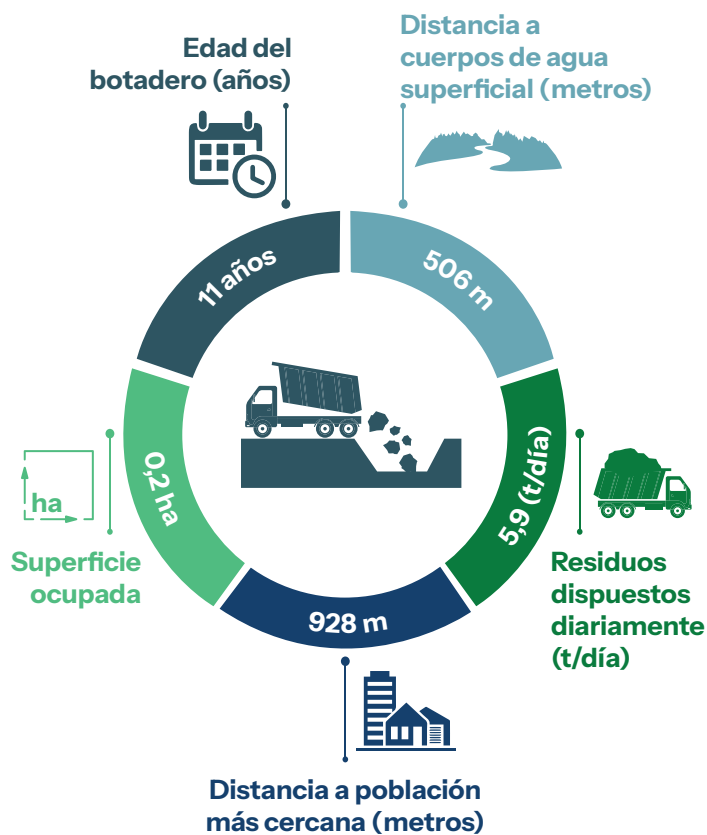 Edad del
botadero (años)
Distancia a
cuerpos de agua
superficial (metros)
11 años
506 m
0,2 ha
5,9 (t/día)
928 m
ha
Superficie
ocupada
Residuos
dispuestos
diariamente
(t/día)
Distancia a población
más cercana (metros)